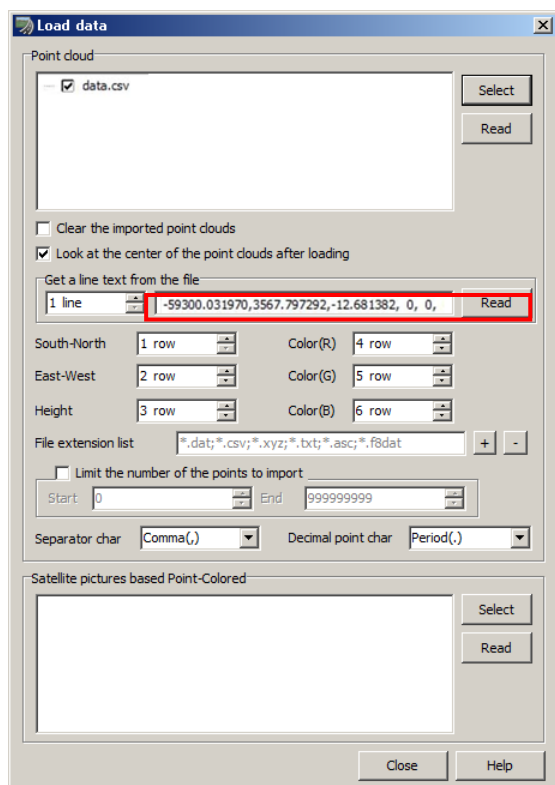 Load data
Point cloud
data.csv
Select
Read
Clear the imported point clouds
Look at the center of the point clouds after loading
Get a line text from the file
1 line -59300.031970,3567.797292,-12.681382, 0, 0, Read
South-North 1 row Color(R) 4 row
East-West 2 row Color(G) 5 row
Height 3 row Color(B) 6 row
File extension list *.dat;*.csv;*.xyz;*.txt;*.asc;*.f8dat + -
Limit the number of the points to import
Start 0 End 999999999
Separator char Comma(,) Decimal point char Period(.)
Satellite pictures based Point-Colored
Select
Read
Close Help